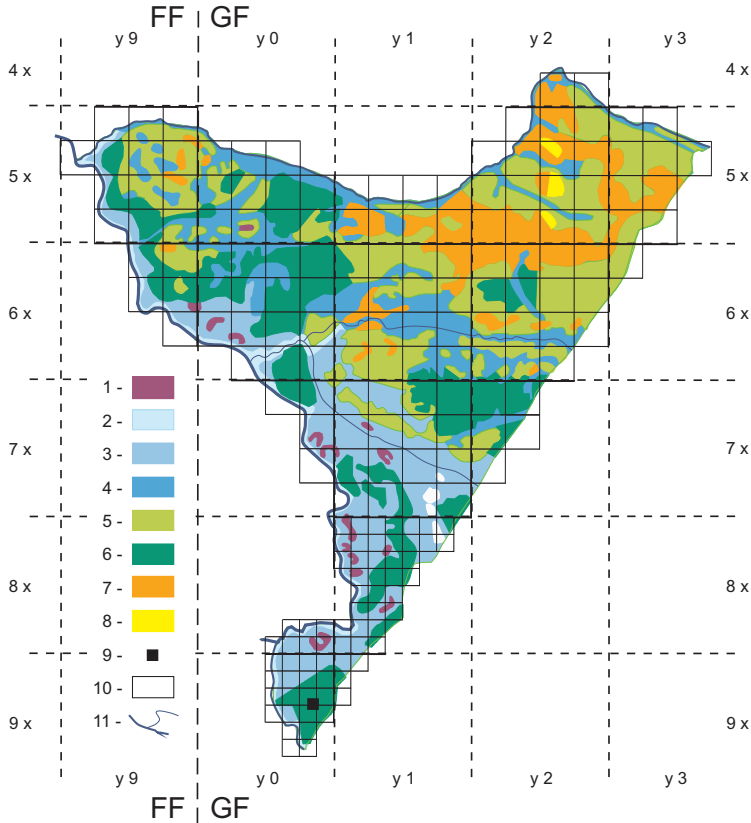 FF GF
y 9 y 0 y 1 y 2 y 3
4 x 4 x
5 x 5 x
6 x 6 x
1 -
2 -
3 -
7 x 7 x
4 -
5 -
6 -
7 -
8 x 8 x
8 -
9 -
10 -
11 -
9 x 9 x
y 9 y 0 y 1 y 2 y 3
FF GF